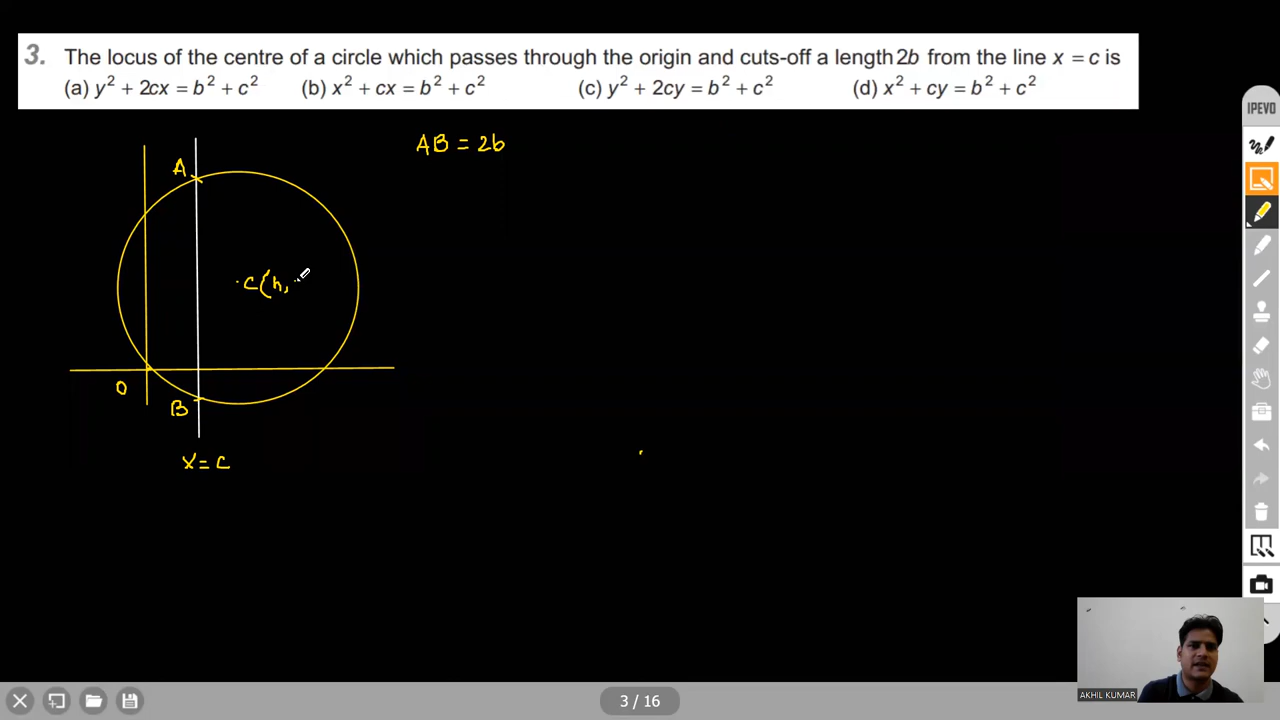 3. The locus of the centre of a circle which passes through the origin and cuts-off a length 2b from the line x = c is
(a) y² + 2cx = b² + c² (b) x² + cx = b² + c² (c) y² + 2cy = b² + c² (d) x² + cy = b² + c²
IPEVO
AB = 2b
A
C(h,
O
B
x = c
AKHIL KUMAR
3 / 16